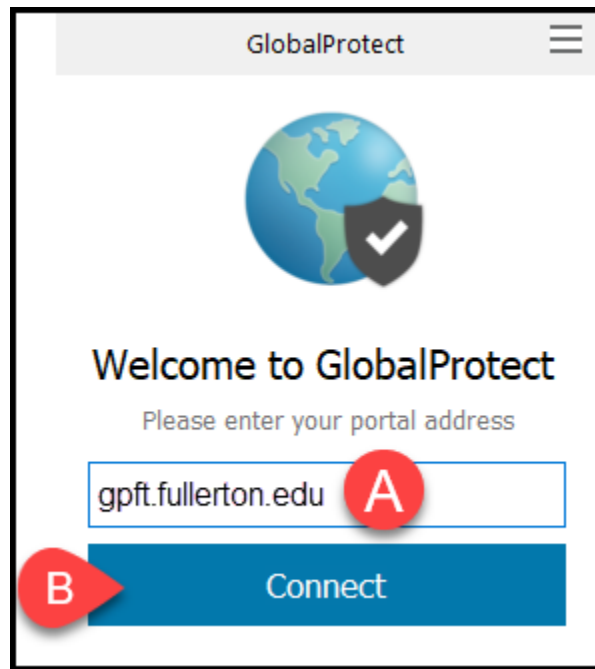 GlobalProtect
Welcome to GlobalProtect
Please enter your portal address
gpft.fullerton.edu A
B Connect